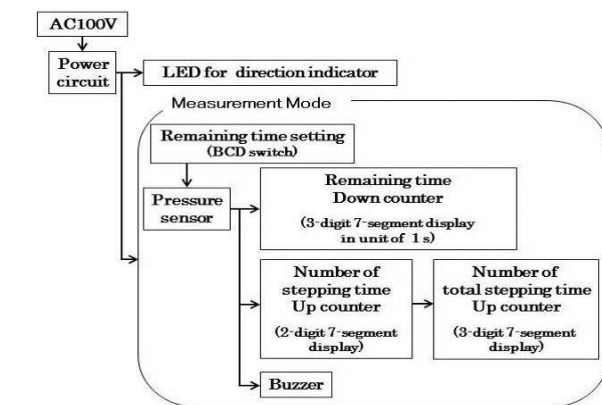 AC100V
Power
circuit
LED for direction indicator
Measurement Mode
Remaining time setting
(BCD switch)
Pressure
sensor
Remaining time
Down counter
(3-digit 7-segment display
in unit of 1 s)
Number of
stepping time
Up counter
(2-digit 7-segment
display)
Number of
total stepping time
Up counter
(3-digit 7-segment
display)
Buzzer